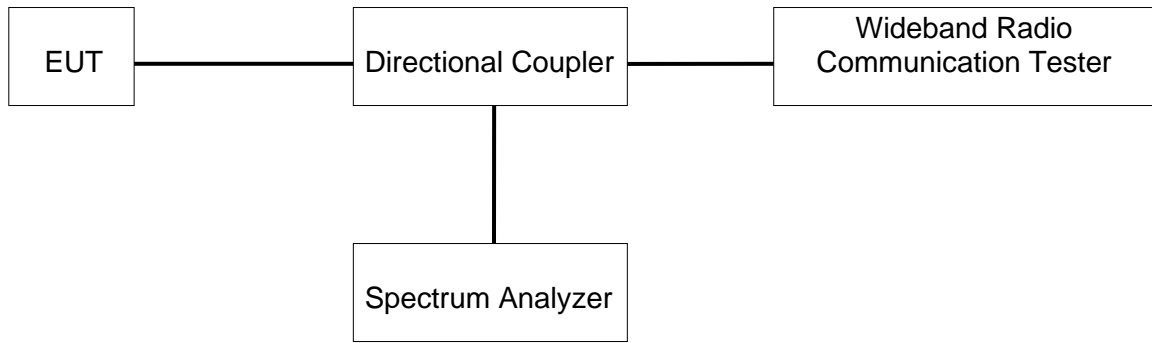 EUT
Directional Coupler
Wideband Radio
Communication Tester
Spectrum Analyzer